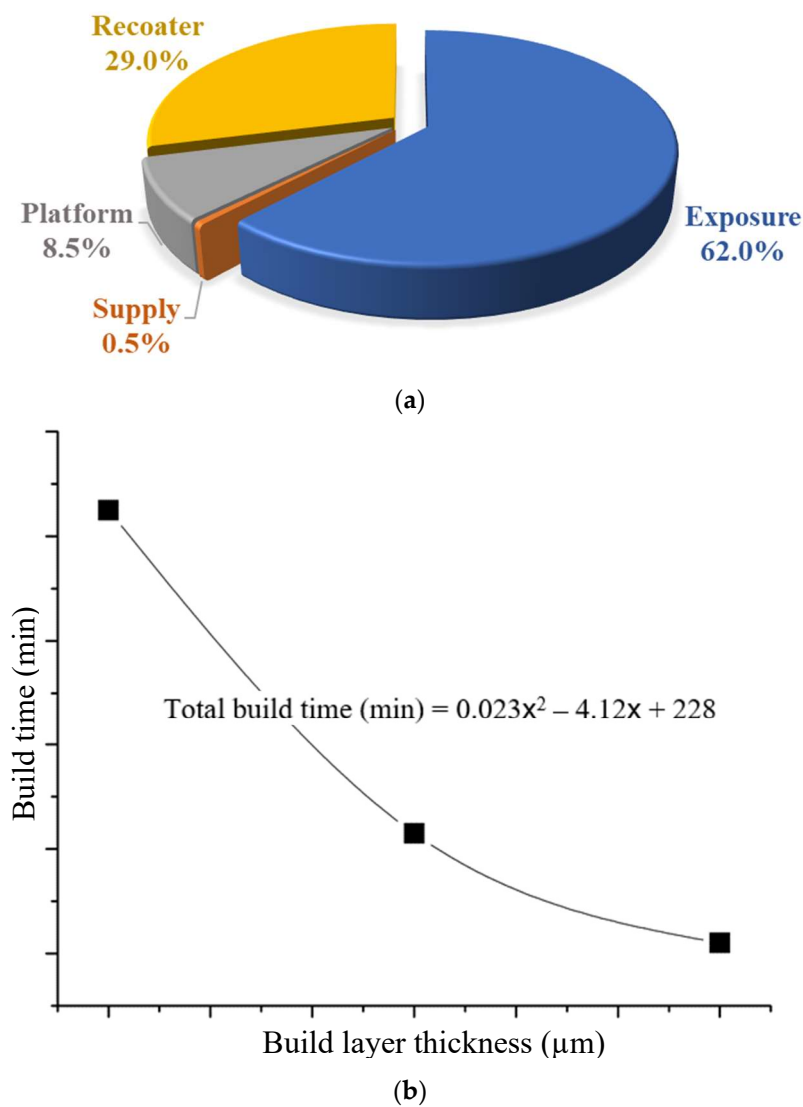 Recoater
29.0%
Platform
8.5%
Supply
0.5%
Exposure
62.0%
(a)
Build time (min)
Total build time (min) = 0.023x² – 4.12x + 228
Build layer thickness (µm)
(b)